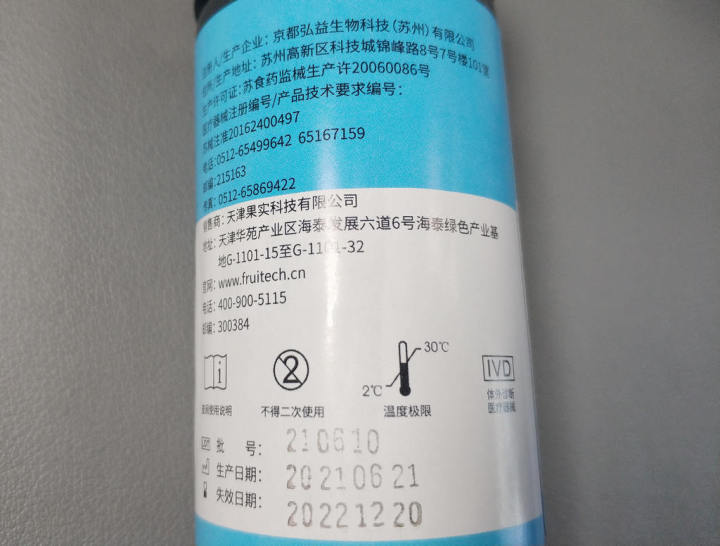 注册人/生产企业：京都弘益生物科技（苏州）有限公司
住所/生产地址：苏州高新区科技城锦峰路8号7号楼101室
生产许可证：苏食药监械生产许20060086号
医疗器械注册编号/产品技术要求编号：
苏械注准20162400497
电话：0512-65499642 65167159
邮编：215163
传真：0512-65869422
销售商：天津果实科技有限公司
地址：天津华苑产业区海泰发展六道6号海泰绿色产业基
地G-1101-15至G-1101-32
官网：www.fruitech.cn
电话：400-900-5115
邮编：300384
30℃
2℃
IVD
查阅使用说明
不得二次使用
温度极限
体外诊断
医疗器械
LOT 批 号：210610
生产日期：20210621
失效日期：20221220